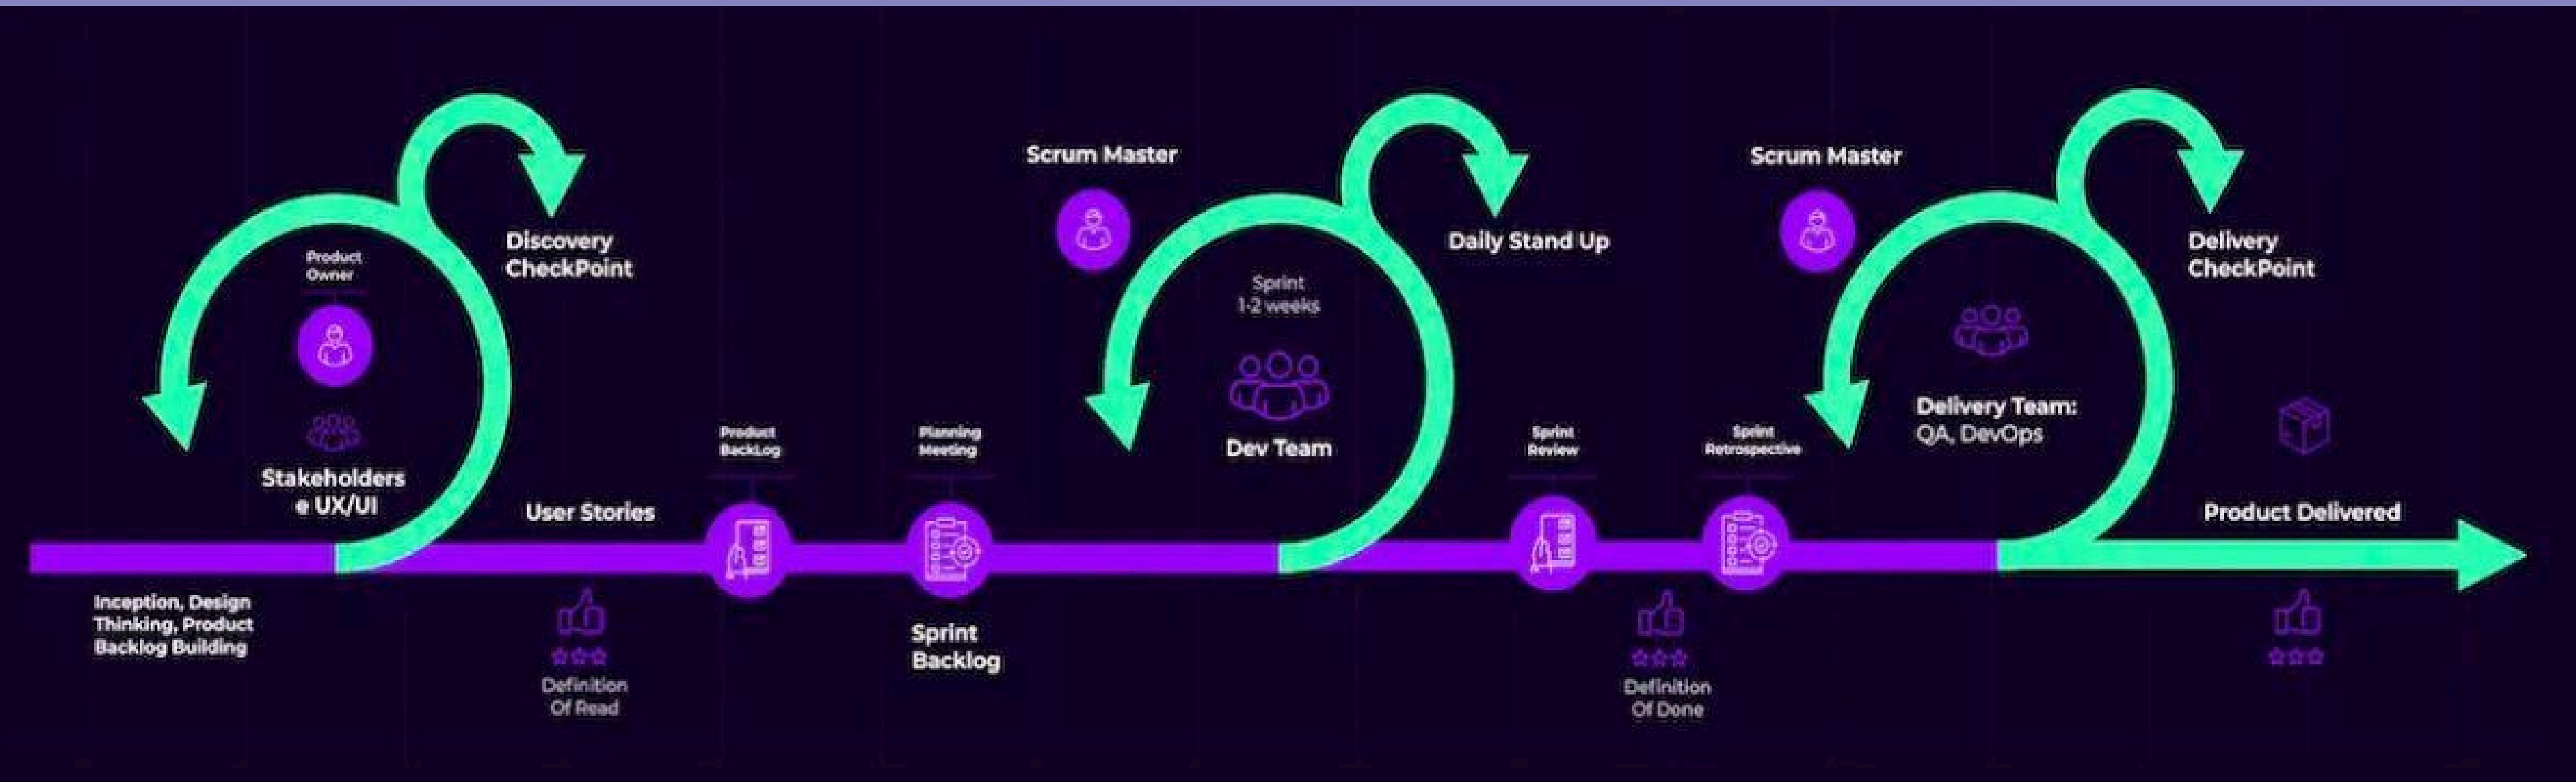 Product
Owner
Stakeholders
e UX/UI
Discovery
CheckPoint
Inception, Design
Thinking, Product
Backlog Building
User Stories
Definition
Of Read
Product
BackLog
Planning
Meeting
Sprint
Backlog
Scrum Master
Sprint
1-2 weeks
Dev Team
Daily Stand Up
Sprint
Review
Sprint
Retrospective
Definition
Of Done
Scrum Master
Delivery Team:
QA, DevOps
Delivery
CheckPoint
Product Delivered